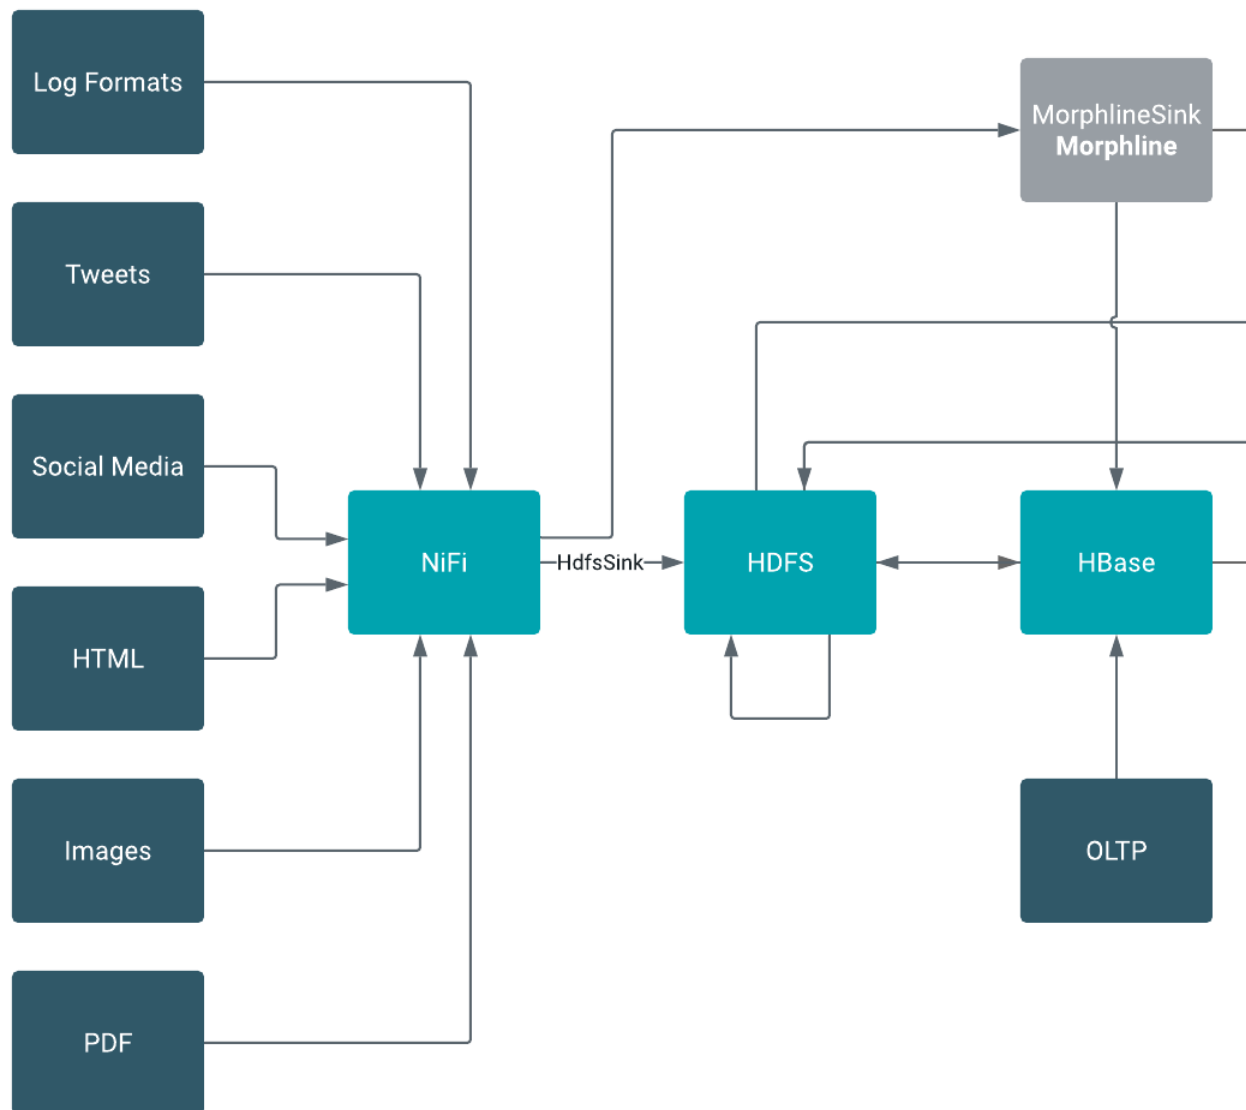 Log Formats
MorphlineSink
Morphline
Tweets
Social Media
NiFi
HdfsSink
HDFS
HBase
HTML
Images
OLTP
PDF